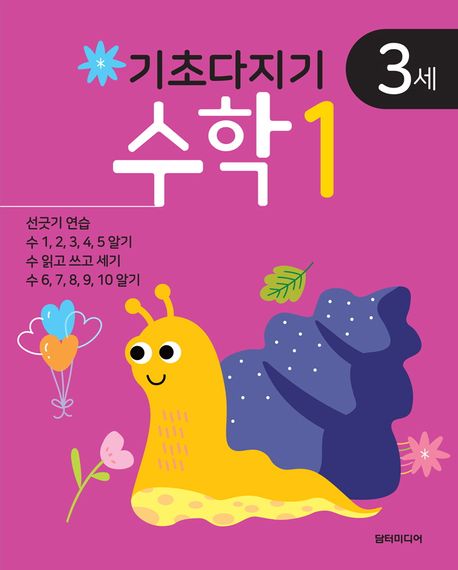 기초다지기
3세
수학 1
선긋기 연습
수 1, 2, 3, 4, 5 알기
수 읽고 쓰고 세기
수 6, 7, 8, 9, 10 알기
담터미디어